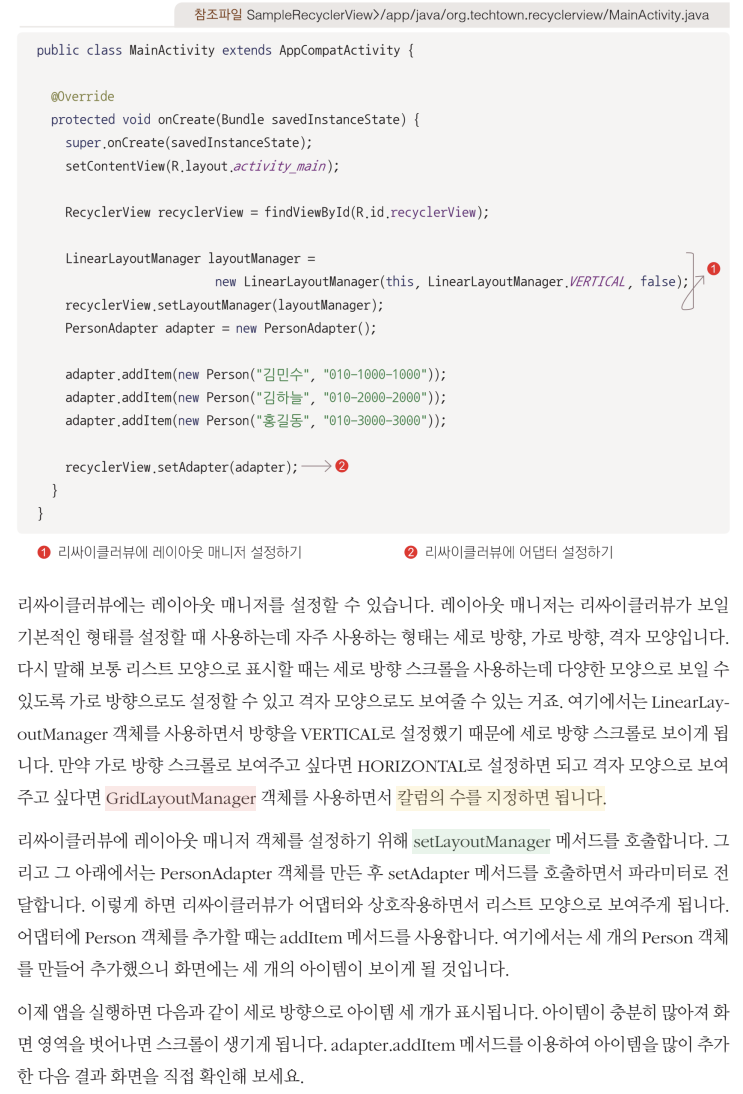 참조파일 SampleRecyclerView>/app/java/org.techtown.recyclerview/MainActivity.java
public class MainActivity extends AppCompatActivity {
@Override
protected void onCreate(Bundle savedInstanceState) {
super.onCreate(savedInstanceState);
setContentView(R.layout.activity_main);
RecyclerView recyclerView = findViewById(R.id.recyclerView);
LinearLayoutManager layoutManager =
new LinearLayoutManager(this, LinearLayoutManager.VERTICAL, false);
1
recyclerView.setLayoutManager(layoutManager);
PersonAdapter adapter = new PersonAdapter();
adapter.addItem(new Person("김민수", "010-1000-1000"));
adapter.addItem(new Person("김하늘", "010-2000-2000"));
adapter.addItem(new Person("홍길동", "010-3000-3000"));
recyclerView.setAdapter(adapter); 2
}
}
1 리싸이클러뷰에 레이아웃 매니저 설정하기 2 리싸이클러뷰에 어댑터 설정하기
리싸이클러뷰에는 레이아웃 매니저를 설정할 수 있습니다. 레이아웃 매니저는 리싸이클러뷰가 보일
기본적인 형태를 설정할 때 사용하는데 자주 사용하는 형태는 세로 방향, 가로 방향, 격자 모양입니다.
다시 말해 보통 리스트 모양으로 표시할 때는 세로 방향 스크롤을 사용하는데 다양한 모양으로 보일 수
있도록 가로 방향으로도 설정할 수 있고 격자 모양으로도 보여줄 수 있는 거죠. 여기에서는 LinearLay-
outManager 객체를 사용하면서 방향을 VERTICAL로 설정했기 때문에 세로 방향 스크롤로 보이게 됩
니다. 만약 가로 방향 스크롤로 보여주고 싶다면 HORIZONTAL로 설정하면 되고 격자 모양으로 보여
주고 싶다면 GridLayoutManager 객체를 사용하면서 칼럼의 수를 지정하면 됩니다.
리싸이클러뷰에 레이아웃 매니저 객체를 설정하기 위해 setLayoutManager 메서드를 호출합니다. 그
리고 그 아래에서는 PersonAdapter 객체를 만든 후 setAdapter 메서드를 호출하면서 파라미터로 전
달합니다. 이렇게 하면 리싸이클러뷰가 어댑터와 상호작용하면서 리스트 모양으로 보여주게 됩니다.
어댑터에 Person 객체를 추가할 때는 addItem 메서드를 사용합니다. 여기에서는 세 개의 Person 객체
를 만들어 추가했으니 화면에는 세 개의 아이템이 보이게 될 것입니다.
이제 앱을 실행하면 다음과 같이 세로 방향으로 아이템 세 개가 표시됩니다. 아이템이 충분히 많아져 화
면 영역을 벗어나면 스크롤이 생기게 됩니다. adapter.addItem 메서드를 이용하여 아이템을 많이 추가
한 다음 결과 화면을 직접 확인해 보세요.